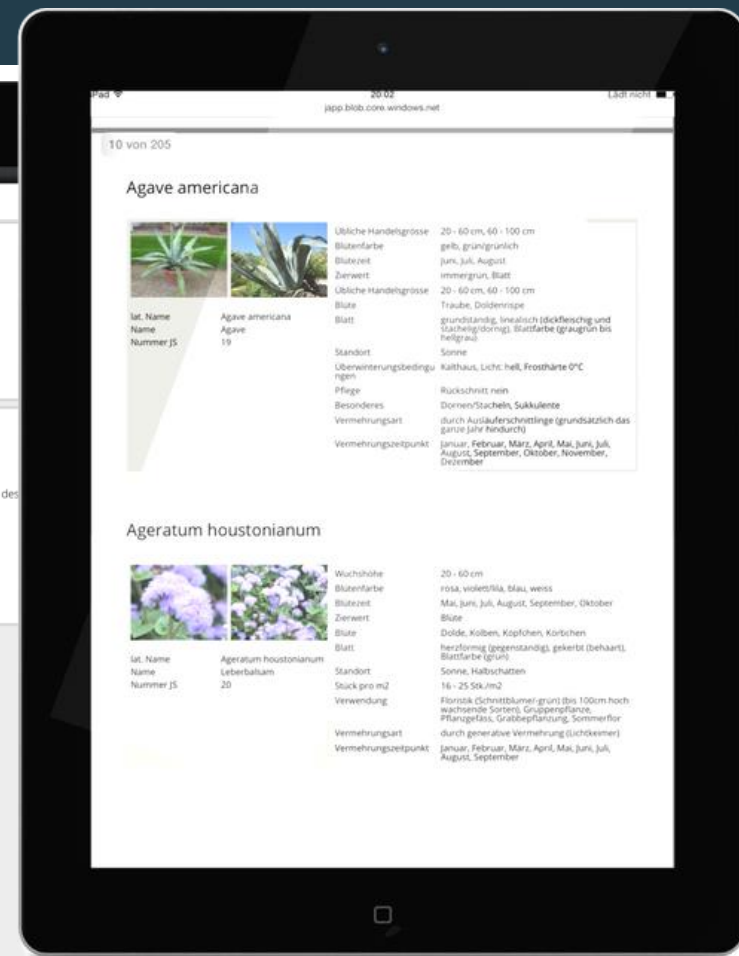 iPad 20:02 Lädt nicht
japp.blob.core.windows.net
10 von 205
Agave americana
Übliche Handelsgrösse 20 - 60 cm, 60 - 100 cm
Blütenfarbe gelb, grün/grünlich
Blütezeit Juni, Juli, August
Zierwert immergrün, Blatt
Übliche Handelsgrösse 20 - 60 cm, 60 - 100 cm
Blüte Traube, Doldenrispe
Blatt grundständig, linealisch (dickfleischig und
stachelig/dornig), Blattfarbe (graugrün bis
hellgrau)
Standort Sonne
Überwinterungsbedingu Kalthaus, Licht: hell, Frosthärte 0°C
ngen
Pflege Rückschnitt nein
Besonderes Dornen/Stacheln, Sukkulente
Vermehrungsart durch Ausläuferschnittlinge (grundsätzlich das
ganze Jahr hindurch)
Vermehrungszeitpunkt Januar, Februar, März, April, Mai, Juni, Juli,
August, September, Oktober, November,
Dezember
lat. Name Agave americana
Name Agave
Nummer JS 19
des
Ageratum houstonianum
Wuchshöhe 20 - 60 cm
Blütenfarbe rosa, violett/lila, blau, weiss
Blütezeit Mai, Juni, Juli, August, September, Oktober
Zierwert Blüte
Blüte Dolde, Kolben, Köpfchen, Körbchen
Blatt herzförmig (gegenständig), gekerbt (behaart),
Blattfarbe (grün)
Standort Sonne, Halbschatten
Stück pro m2 16 - 25 Stk./m2
Verwendung Floristik (Schnittblume/-grün) (bis 100cm hoch
wachsende Sorten), Gruppenpflanze,
Pflanzgefäss, Grabbepflanzung, Sommerflor
Vermehrungsart durch generative Vermehrung (Lichtkeimer)
Vermehrungszeitpunkt Januar, Februar, März, April, Mai, Juni, Juli,
August, September
lat. Name Ageratum houstonianum
Name Leberbalsam
Nummer JS 20